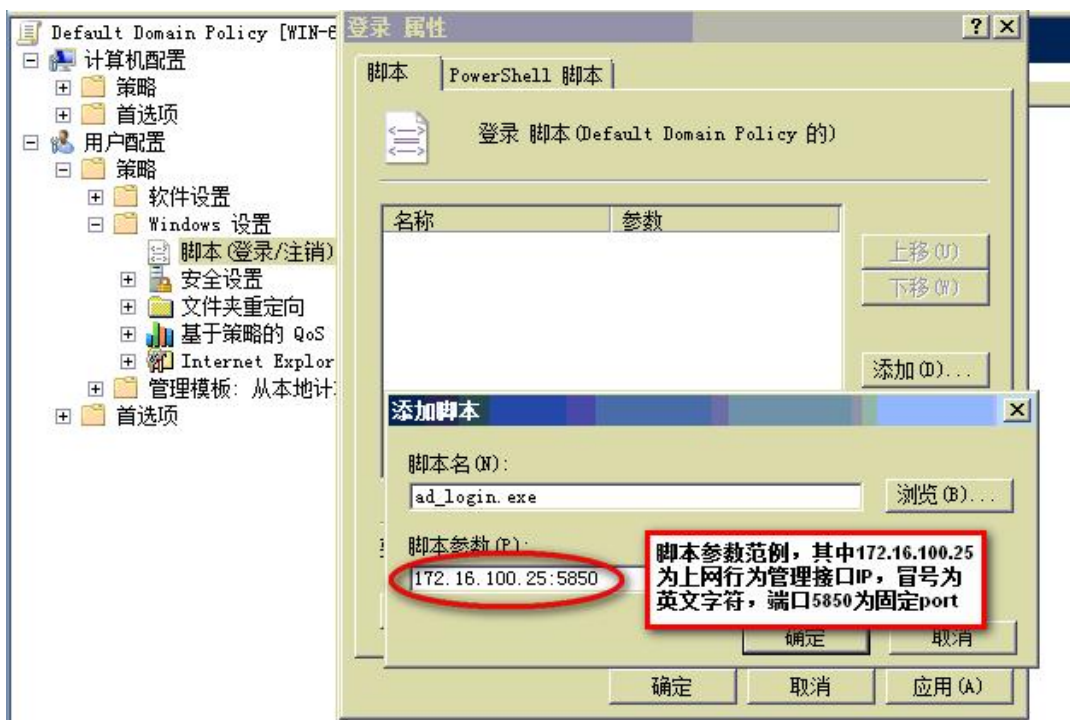 Default Domain Policy [WIN-6
计算机配置
策略
首选项
用户配置
策略
软件设置
Windows 设置
脚本(登录/注销)
安全设置
文件夹重定向
基于策略的 QoS
Internet Explor
管理模板: 从本地计
首选项
登录 属性
脚本
PowerShell 脚本
登录 脚本(Default Domain Policy 的)
名称
参数
上移(U)
下移(W)
添加(D)...
添加脚本
脚本名(N):
ad_login.exe
浏览(B)...
脚本参数(P):
172.16.100.25:5850
脚本参数范例,其中172.16.100.25
为上网行为管理接口IP,冒号为
英文字符,端口5850为固定port
确定
取消
确定
取消
应用(A)